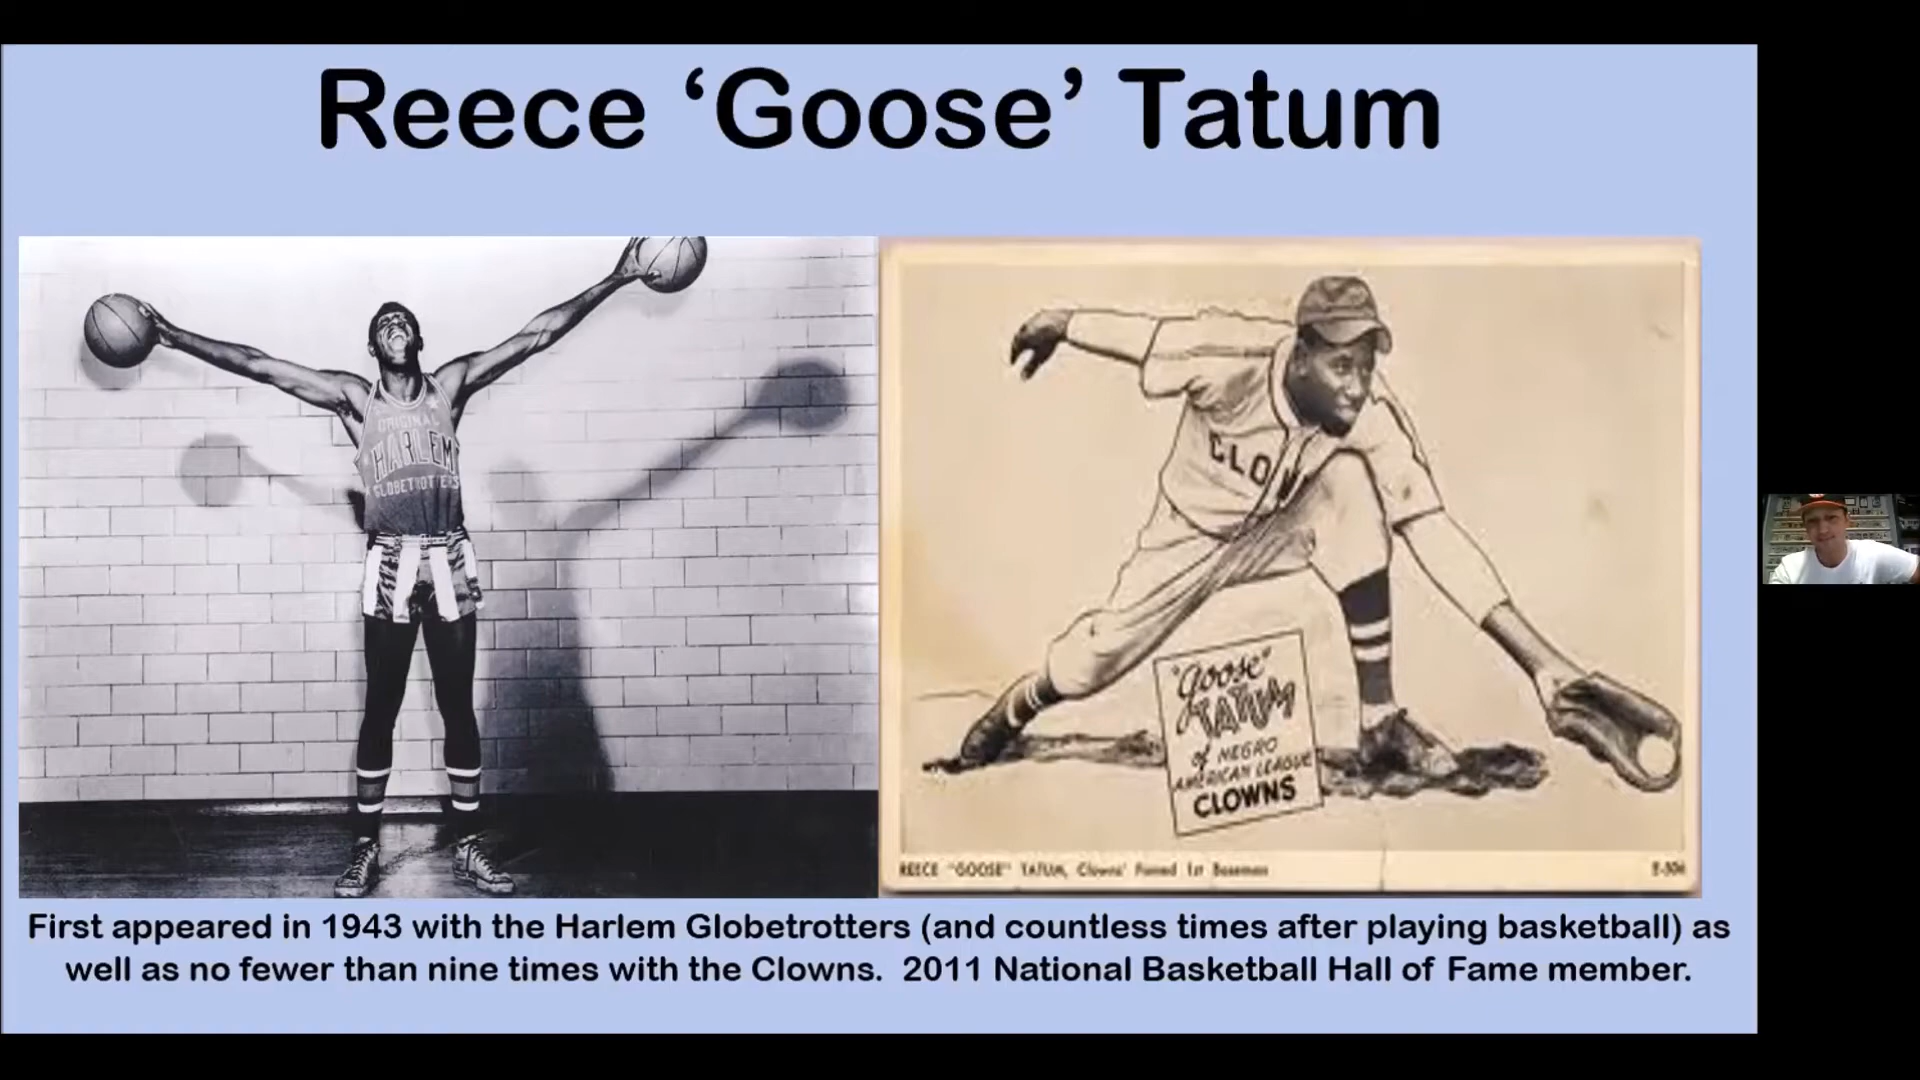 Reece ‘Goose’ Tatum
ORIGINAL
HARLEM
GLOBETROTTERS
CLOW
"Goose"
TATUM
of NEGRO
AMERICAN LEAGUE
CLOWNS
REECE "GOOSE" TATUM, Clowns' Famed 1st Baseman
First appeared in 1943 with the Harlem Globetrotters (and countless times after playing basketball) as
well as no fewer than nine times with the Clowns. 2011 National Basketball Hall of Fame member.